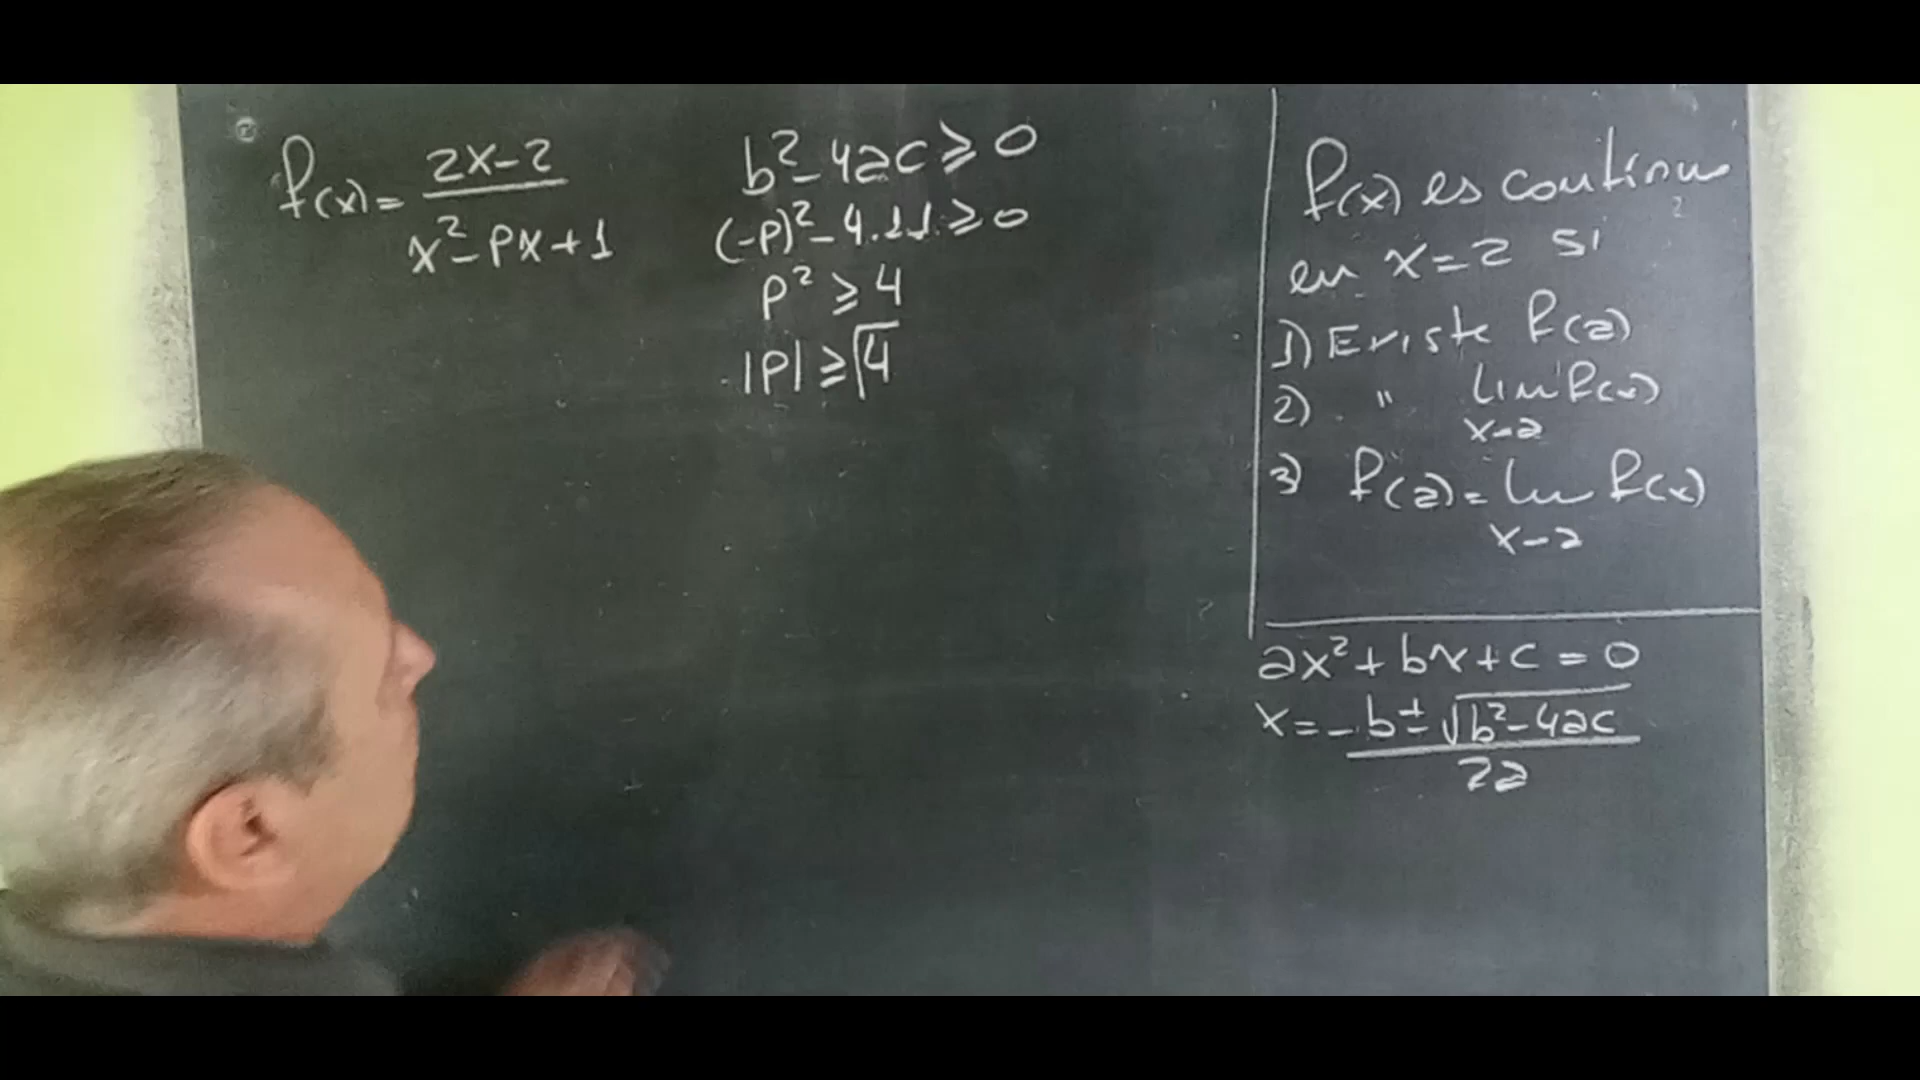 f(x) = 2x-2
x² - Px + 1
b² - 4ac ≥ 0
(-P)² - 4.1.1. ≥ 0
P² ≥ 4
|P| ≥ √4
f(x) es continua
en x = 2 si
1) Existe f(2)
2) " lim f(x)
x-2
3) f(2) = lim f(x)
x-2
ax² + bx + c = 0
x = -b ± √b² - 4ac
2a